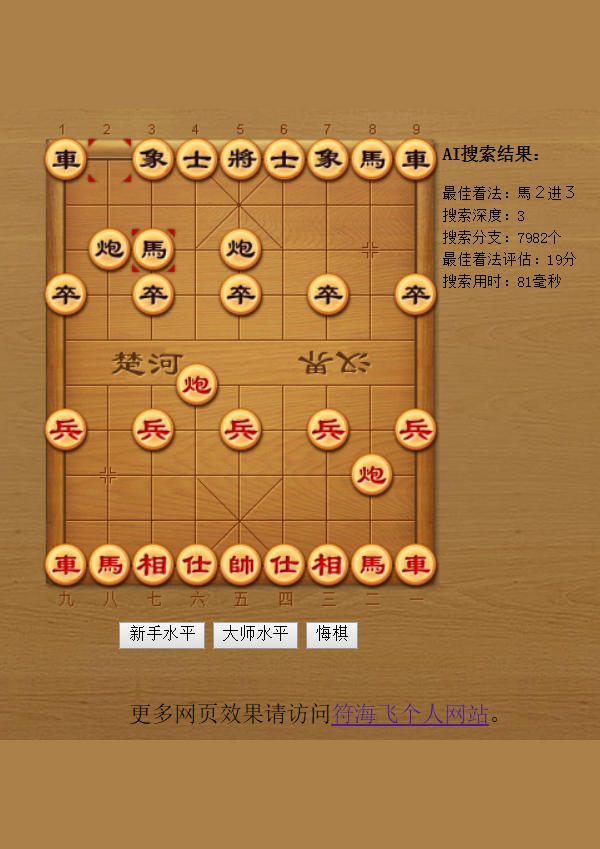 1 2 3 4 5 6 7 8 9
車 象 士 將 士 象 馬 車
炮 馬 炮
卒 卒 卒 卒 卒
楚河 汉界
炮
兵 兵 兵 兵 兵
炮
車 馬 相 仕 帥 仕 相 馬 車
九 八 七 六 五 四 三 二 一
AI搜索结果:
最佳着法：馬２进３
搜索深度：3
搜索分支：7982个
最佳着法评估：19分
搜索用时：81毫秒
新手水平 大师水平 悔棋
更多网页效果请访问符海飞个人网站。